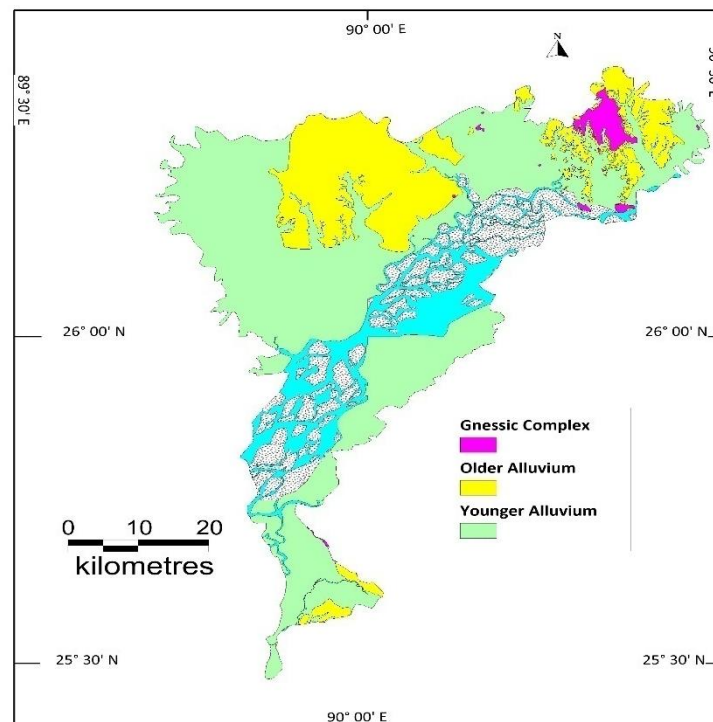 90° 00' E
N
89° 30' E
26° 00' N
26° 00' N
Gnessic Complex
Older Alluvium
Younger Alluvium
0 10 20
kilometres
25° 30' N
25° 30' N
90° 00' E